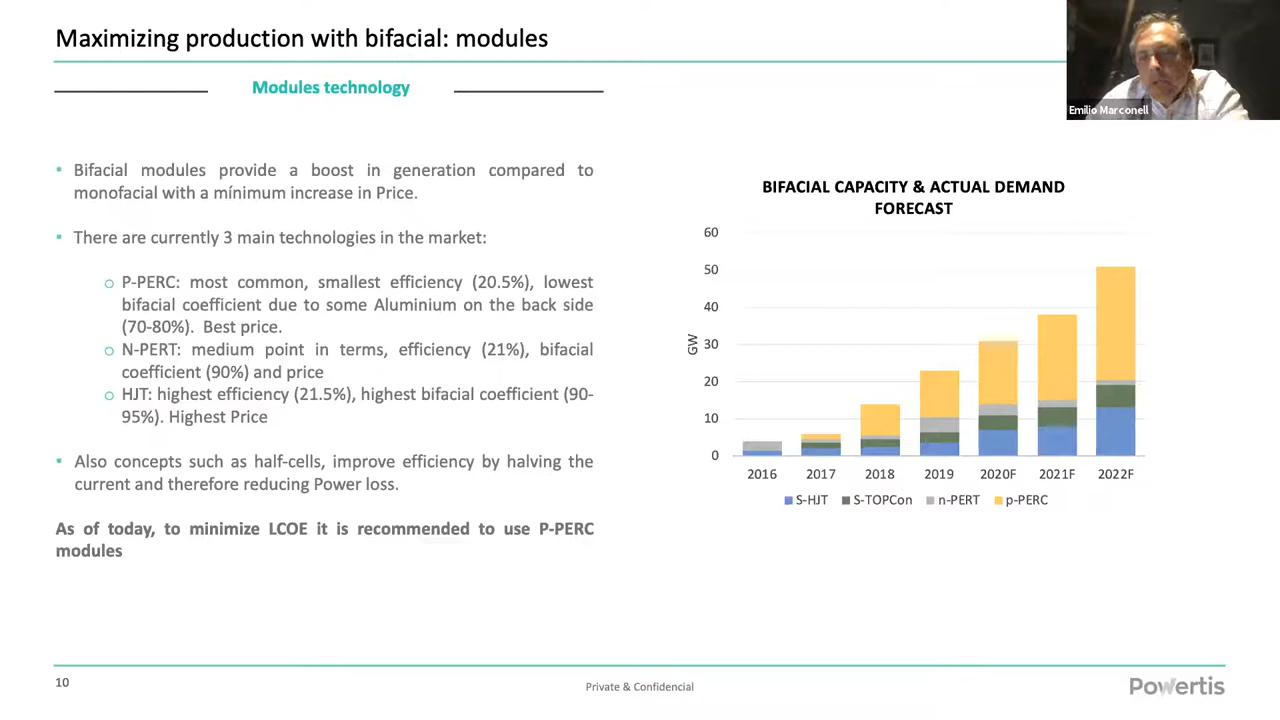 Maximizing production with bifacial: modules
Modules technology
Emilio Marconell
Bifacial modules provide a boost in generation compared to
monofacial with a mínimum increase in Price.
There are currently 3 main technologies in the market:
P-PERC: most common, smallest efficiency (20.5%), lowest
bifacial coefficient due to some Aluminium on the back side
(70-80%). Best price.
N-PERT: medium point in terms, efficiency (21%), bifacial
coefficient (90%) and price
HJT: highest efficiency (21.5%), highest bifacial coefficient (90-
95%). Highest Price
Also concepts such as half-cells, improve efficiency by halving the
current and therefore reducing Power loss.
As of today, to minimize LCOE it is recommended to use P-PERC
modules
BIFACIAL CAPACITY & ACTUAL DEMAND
FORECAST
60
50
40
30
20
10
0
GW
2016 2017 2018 2019 2020F 2021F 2022F
S-HJT S-TOPCon n-PERT p-PERC
10
Private & Confidential
Powertis